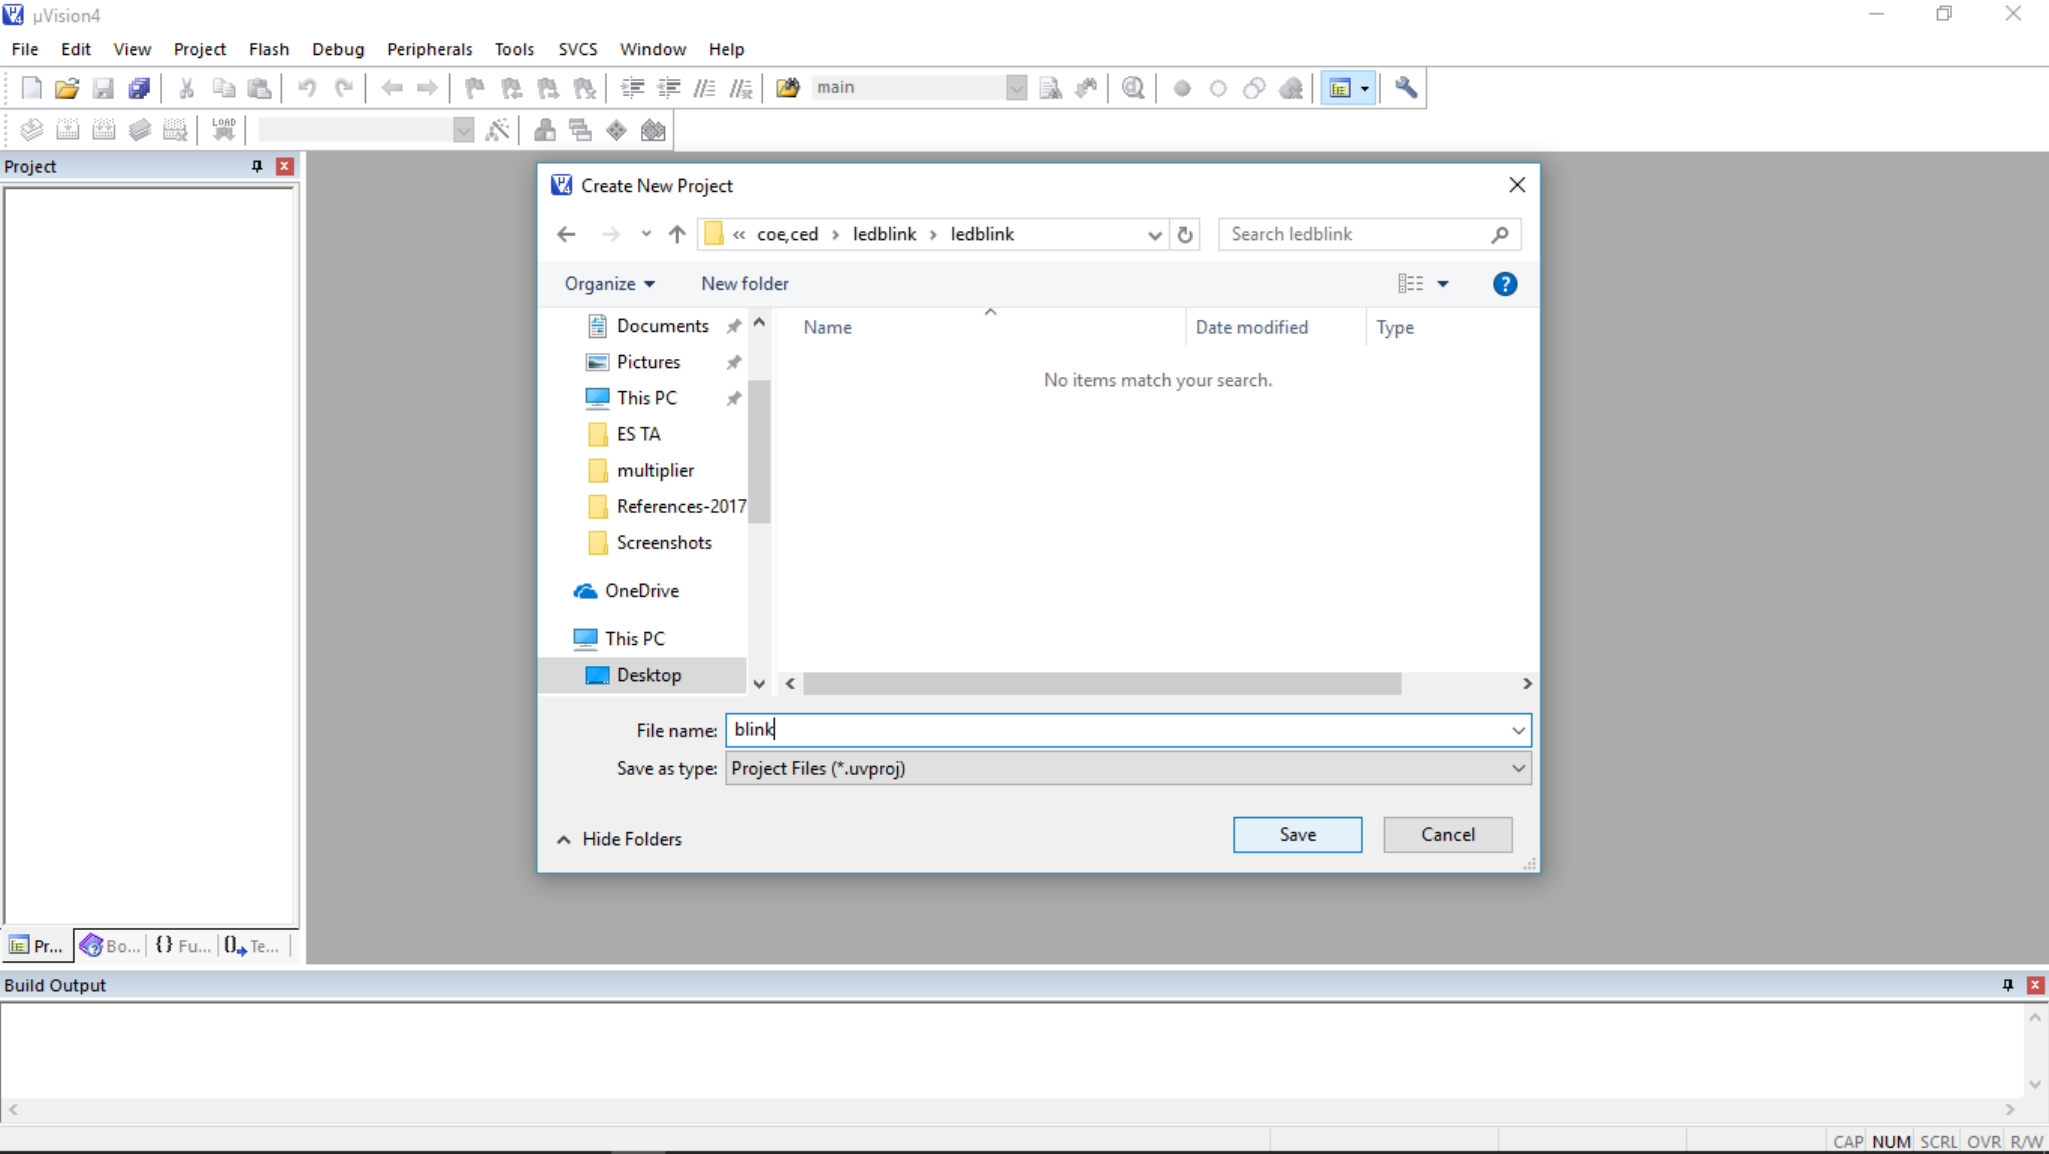 µVision4
File Edit View Project Flash Debug Peripherals Tools SVCS Window Help
main
LOAD
Project
Create New Project
« coe,ced > ledblink > ledblink
Search ledblink
Organize New folder
Documents
Pictures
This PC
ES TA
multiplier
References-2017
Screenshots
OneDrive
This PC
Desktop
Name Date modified Type
No items match your search.
File name: blink
Save as type: Project Files (*.uvproj)
Hide Folders
Save Cancel
Pr... Bo... {} Fu... Te...
Build Output
CAP NUM SCRL OVR R/W